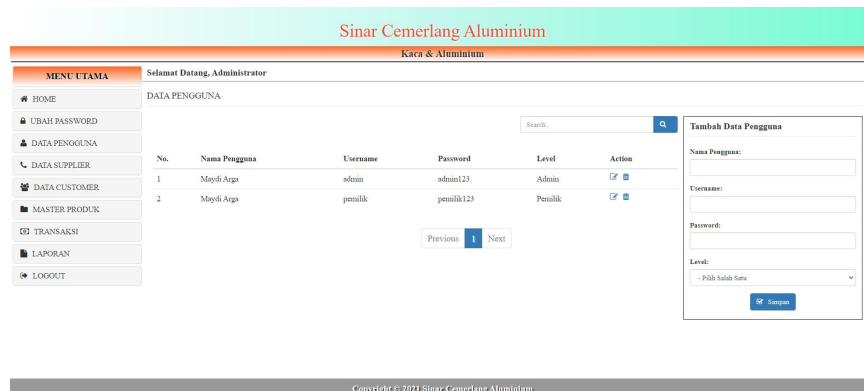 Sinar Cemerlang Aluminium
Kaca & Aluminium
MENU UTAMA
HOME
UBAH PASSWORD
DATA PENGGUNA
DATA SUPPLIER
DATA CUSTOMER
MASTER PRODUK
TRANSAKSI
LAPORAN
LOGOUT
Selamat Datang, Administrator
DATA PENGGUNA
Search..
No. Nama Pengguna Username Password Level Action
1 Maydi Arga admin admin123 Admin
2 Maydi Arga pemilik pemilik123 Pemilik
Previous 1 Next
Tambah Data Pengguna
Nama Pengguna:
Username:
Password:
Level:
- Pilih Salah Satu
Simpan
Copyright © 2021 Sinar Cemerlang Aluminium